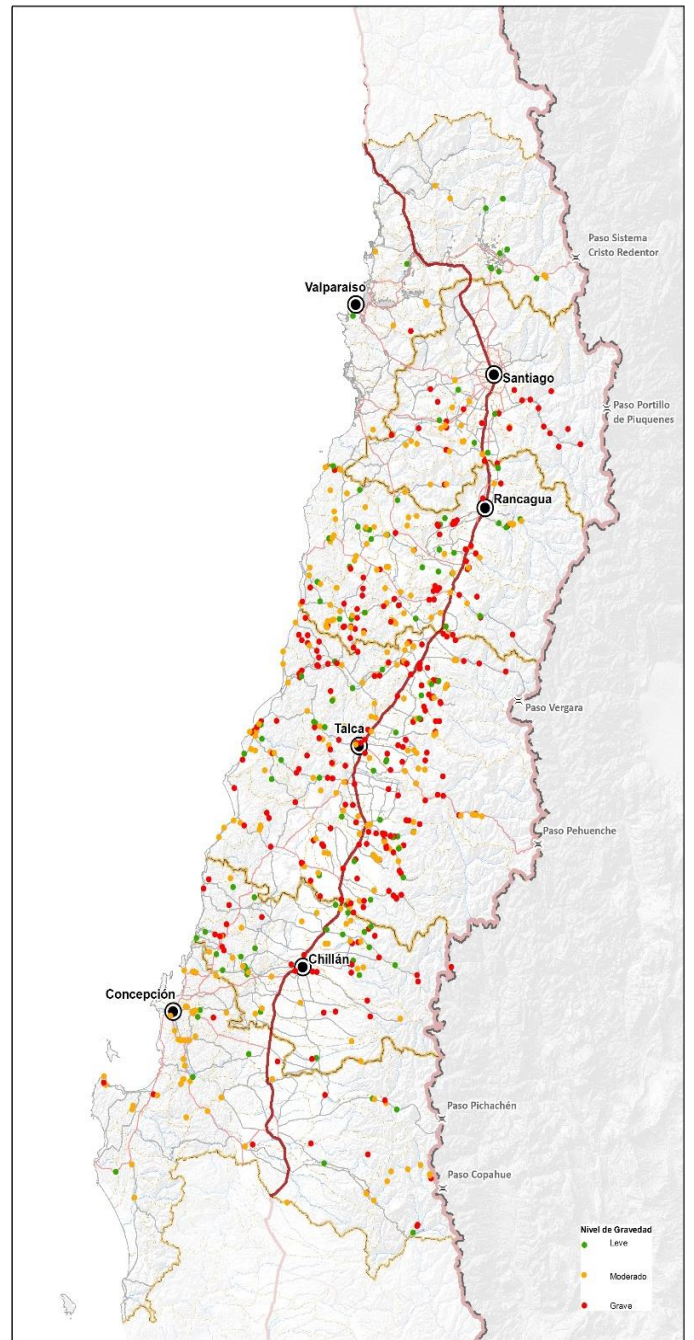 Paso Sistema
Cristo Redentor
Valparaíso
Santiago
Paso Portillo
de Piuquenes
Rancagua
Paso Vergara
Talca
Paso Pehuenche
Chillán
Concepción
Paso Pichachén
Paso Copahue
Nivel de Gravedad
Leve
Moderado
Grave